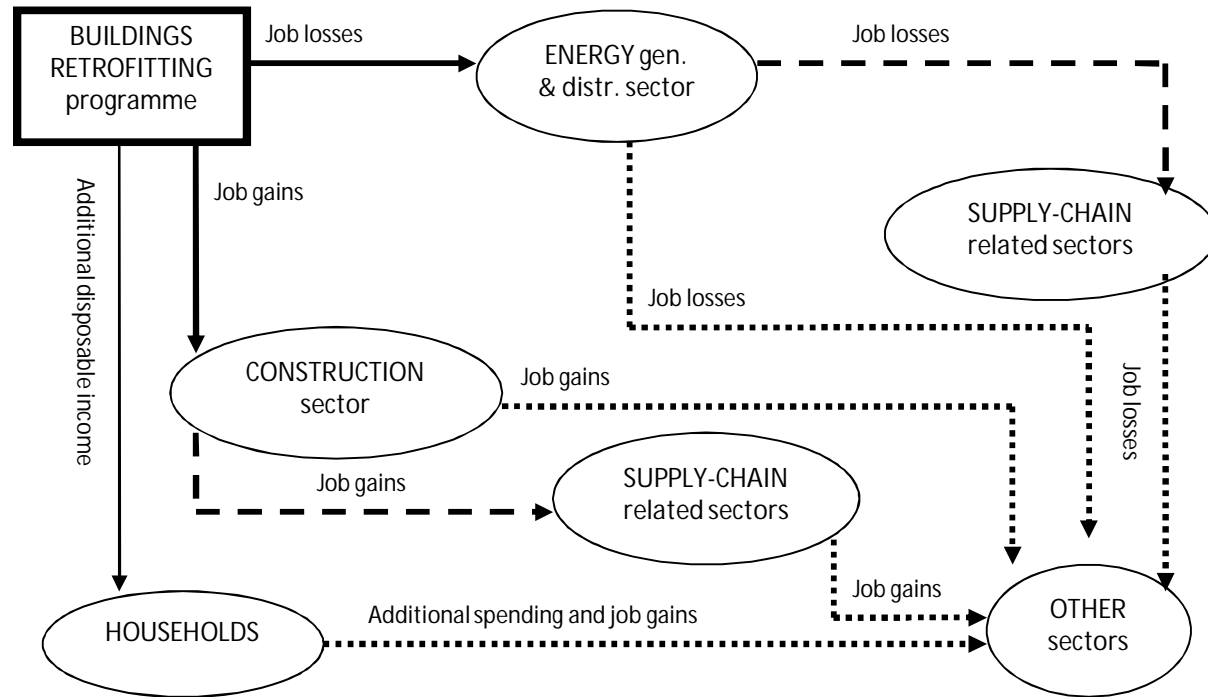 BUILDINGS
RETROFITTING
programme
Job losses
ENERGY gen.
& distr. sector
Job losses
Additional disposable income
Job gains
SUPPLY-CHAIN
related sectors
Job losses
CONSTRUCTION
sector
Job gains
Job losses
Job gains
SUPPLY-CHAIN
related sectors
Job gains
HOUSEHOLDS
Additional spending and job gains
OTHER
sectors